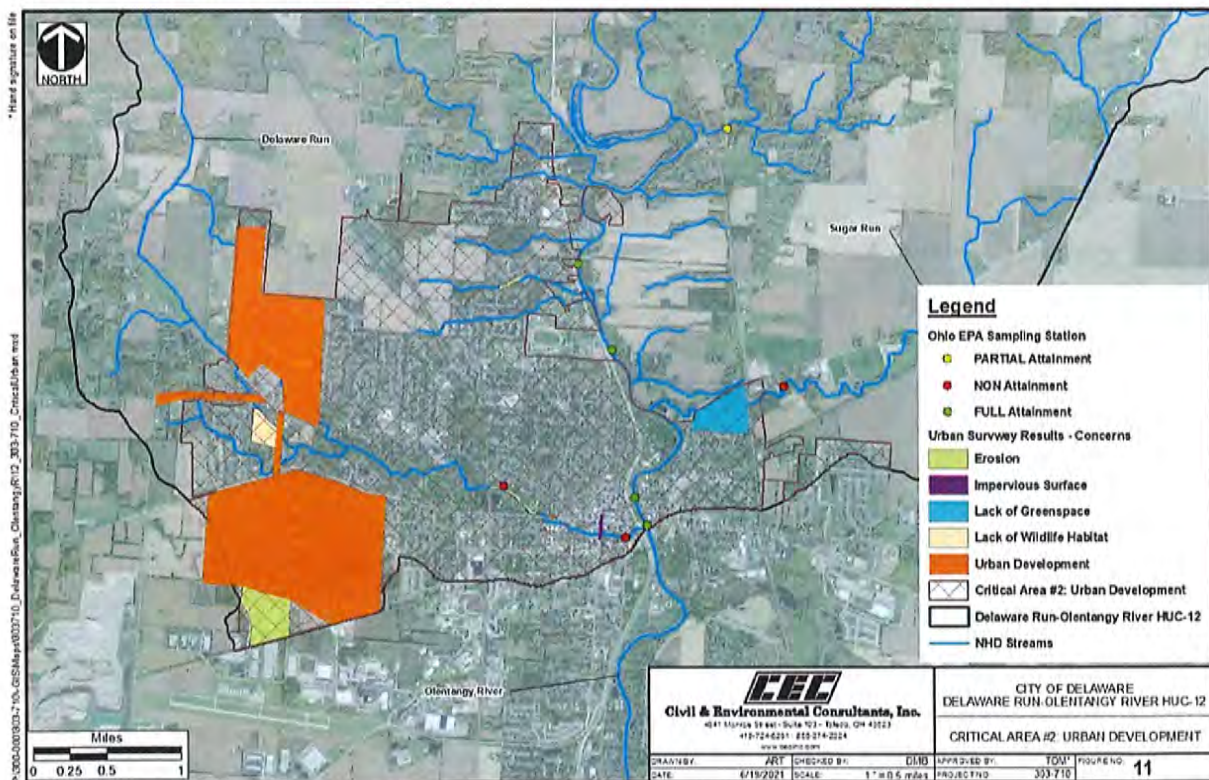 * Hand signature on file
NORTH
Delaware Run
Sugar Run
Legend
Ohio EPA Sampling Station
PARTIAL Attainment
NON Attainment
FULL Attainment
Urban Survwey Results - Concerns
Erosion
Impervious Surface
Lack of Greenspace
Lack of Wildlife Habitat
Urban Development
Critical Area #2: Urban Development
Delaware Run-Olentangy River HUC-12
NHD Streams
Olentangy River
Miles
0 0.25 0.5 1
CEC
Civil & Environmental Consultants, Inc.
www.cecinc.com
CITY OF DELAWARE
DELAWARE RUN-OLENTANGY RIVER HUC-12
CRITICAL AREA #2: URBAN DEVELOPMENT
DRAWN BY: ART CHECKED BY: DMB APPROVED BY: TDM* FIGURE NO. 11
DATE: 6/19/2021 SCALE: 1" = 0.5 miles PROJECT NO. 303-710